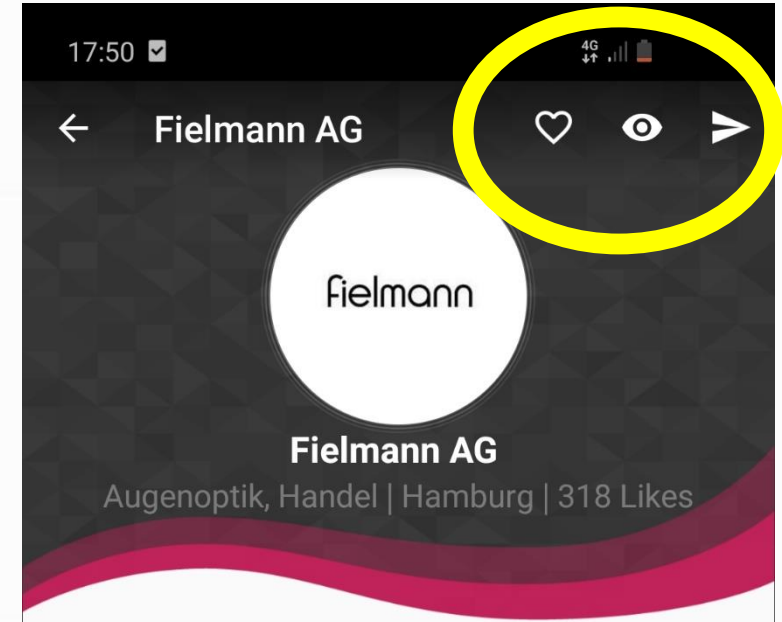 17:50
4G
Fielmann AG
fielmann
Fielmann AG
Augenoptik, Handel | Hamburg | 318 Likes